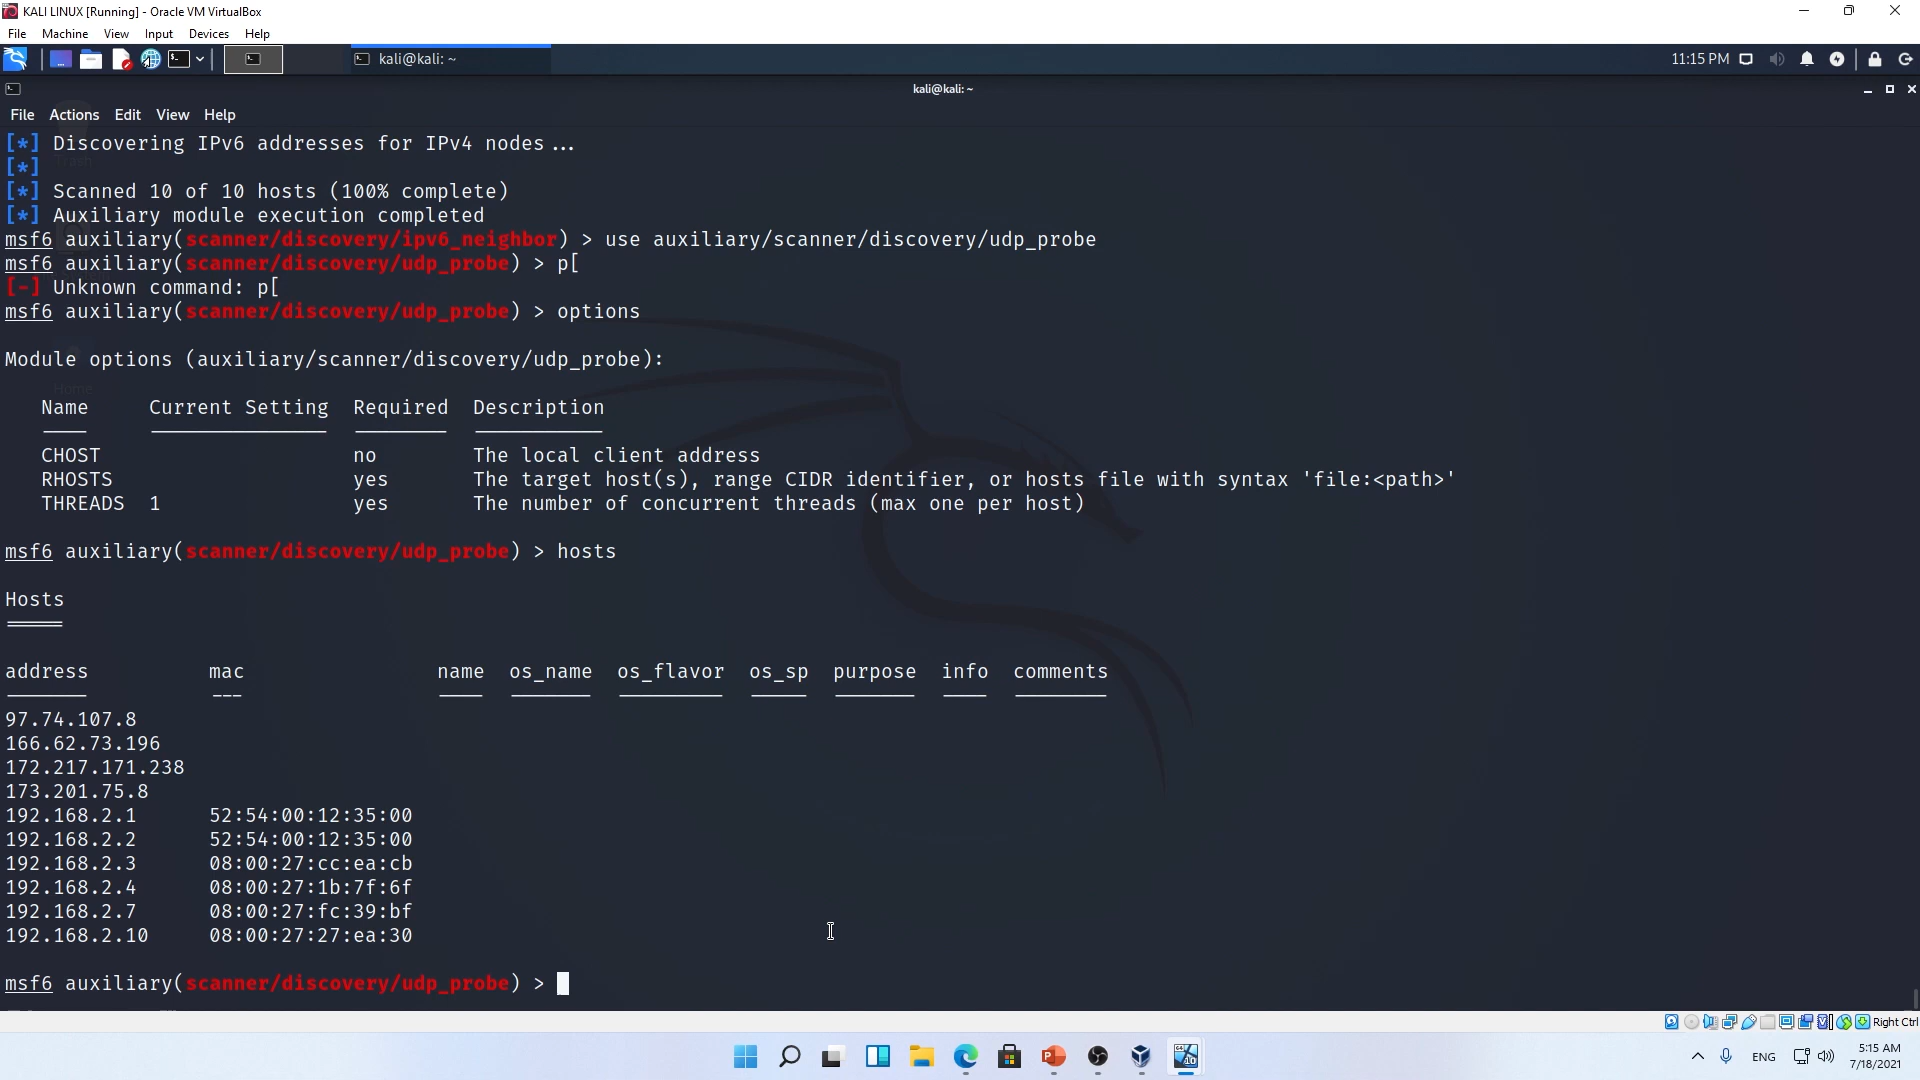 KALI LINUX [Running] - Oracle VM VirtualBox
File Machine View Input Devices Help
kali@kali: ~
11:15 PM
kali@kali: ~
File Actions Edit View Help
[*] Discovering IPv6 addresses for IPv4 nodes...
[*]
Trash
[*] Scanned 10 of 10 hosts (100% complete)
[*] Auxiliary module execution completed
msf6 auxiliary(scanner/discovery/ipv6_neighbor) > use auxiliary/scanner/discovery/udp_probe
msf6 auxiliary(scanner/discovery/udp_probe) > p[
[-] Unknown command: p[
msf6 auxiliary(scanner/discovery/udp_probe) > options
Module options (auxiliary/scanner/discovery/udp_probe):
Home
Name Current Setting Required Description
CHOST no The local client address
RHOSTS yes The target host(s), range CIDR identifier, or hosts file with syntax 'file:<path>'
THREADS 1 yes The number of concurrent threads (max one per host)
msf6 auxiliary(scanner/discovery/udp_probe) > hosts
Hosts
=====
address mac name os_name os_flavor os_sp purpose info comments
97.74.107.8
166.62.73.196
172.217.171.238
173.201.75.8
192.168.2.1 52:54:00:12:35:00
192.168.2.2 52:54:00:12:35:00
192.168.2.3 08:00:27:cc:ea:cb
192.168.2.4 08:00:27:1b:7f:6f
192.168.2.7 08:00:27:fc:39:bf
192.168.2.10 08:00:27:27:ea:30
msf6 auxiliary(scanner/discovery/udp_probe) >
Right Ctrl
ENG
5:15 AM
7/18/2021